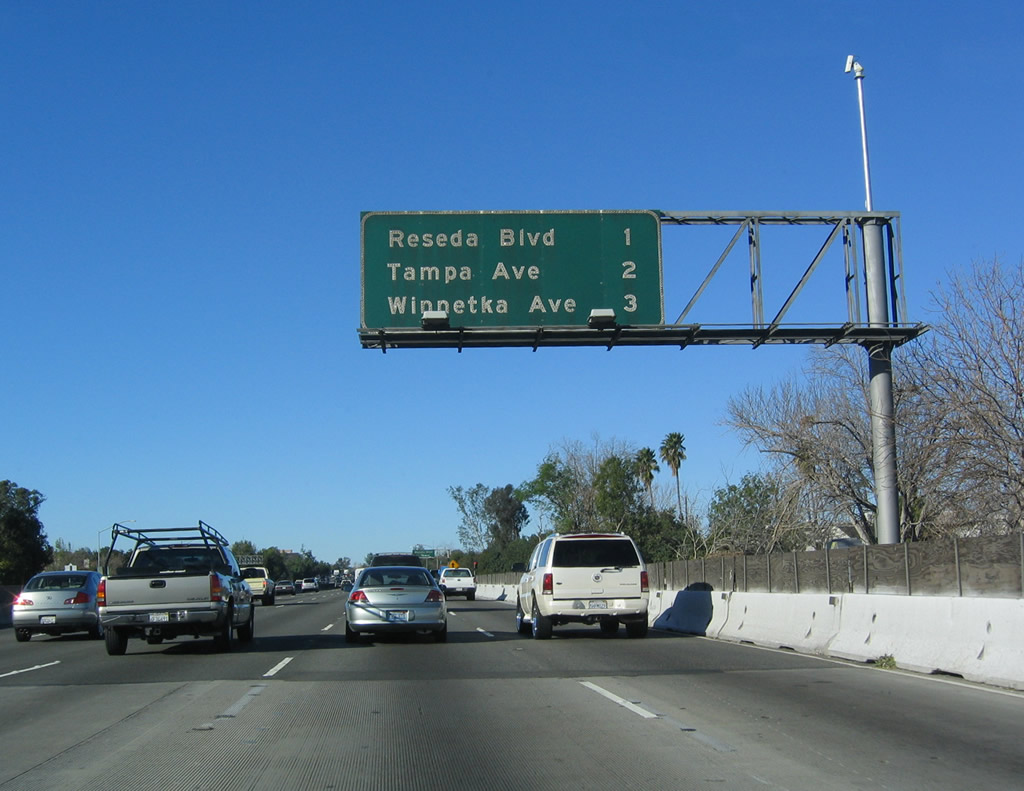 Reseda Blvd 1
Tampa Ave 2
Winnetka Ave 3